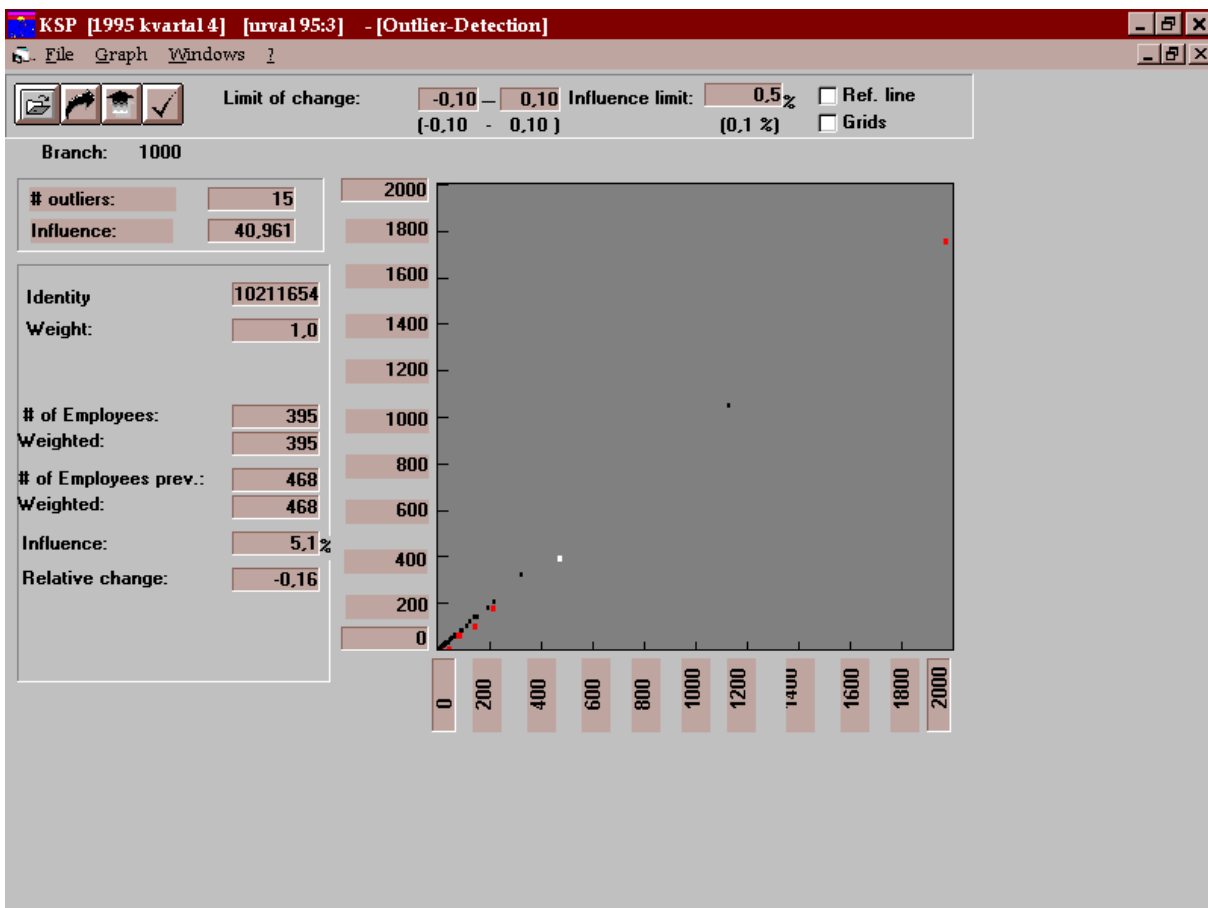 KSP [1995 kvartal 4] [urval 95:3] - [Outlier-Detection]
File Graph Windows ?
Limit of change: -0,10 – 0,10 Influence limit: 0,5 % Ref. line
(-0,10 - 0,10 ) (0,1 %) Grids
Branch: 1000
# outliers: 15
Influence: 40,961
Identity 10211654
Weight: 1,0
# of Employees: 395
Weighted: 395
# of Employees prev.: 468
Weighted: 468
Influence: 5,1 %
Relative change: -0,16
2000
1800
1600
1400
1200
1000
800
600
400
200
0
0 200 400 600 800 1000 1200 1400 1600 1800 2000